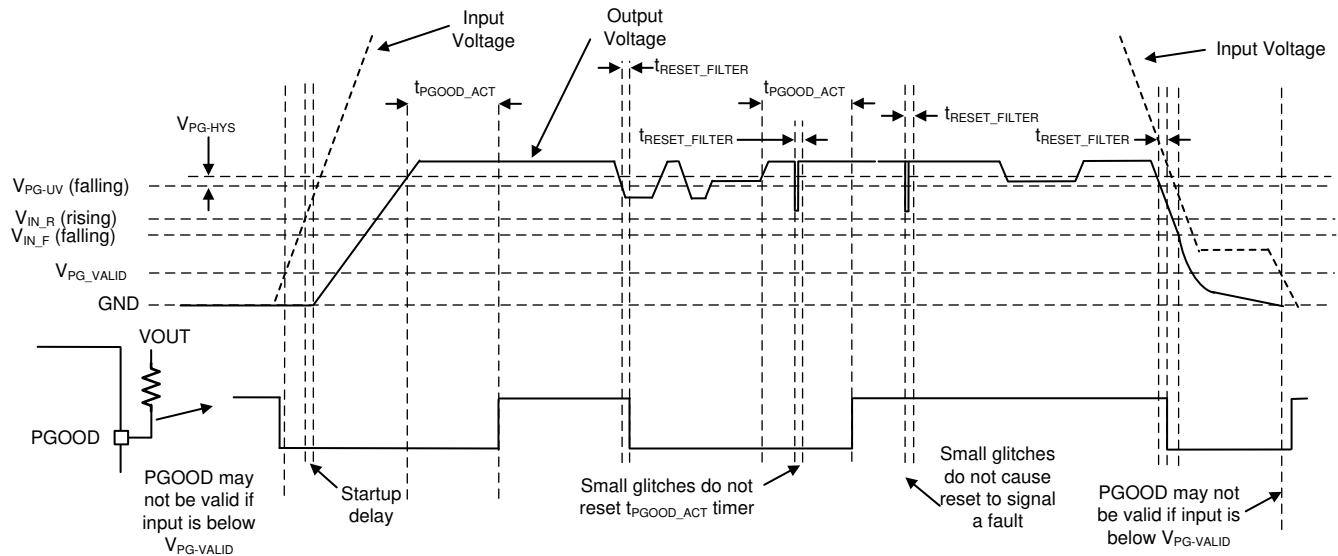 Input
Voltage
Output
Voltage
Input Voltage
tRESET_FILTER
tPGOOD_ACT
tPGOOD_ACT
tRESET_FILTER
tRESET_FILTER
tRESET_FILTER
VPG-HYS
VPG-UV (falling)
VIN_R (rising)
VIN_F (falling)
VPG_VALID
GND
VOUT
PGOOD
PGOOD may
not be valid if
input is below
VPG-VALID
Startup
delay
Small glitches do not
reset tPGOOD_ACT timer
Small glitches
do not cause
reset to signal
a fault
PGOOD may not
be valid if input is
below VPG-VALID